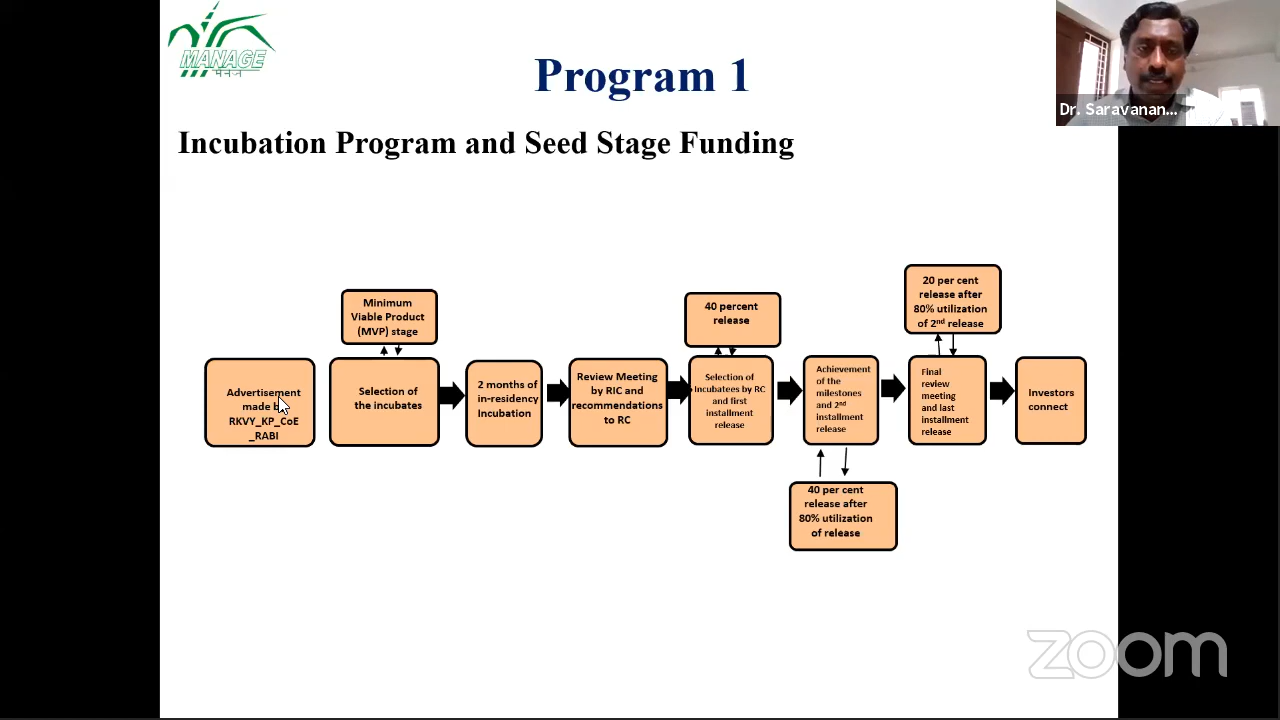 MANAGE
मैनेज
Program 1
Dr. Saravanan...
Incubation Program and Seed Stage Funding
Minimum
Viable Product
(MVP) stage
40 percent
release
20 per cent
release after
80% utilization
of 2nd release
Advertisement
made b
RKVY_KP_CoE
_RABI
Selection of
the incubates
2 months of
in-residency
Incubation
Review Meeting
by RIC and
recommendations
to RC
Selection of
Incubatees by RC
and first
installment
release
Achievement
of the
milestones
and 2nd
installment
release
Final
review
meeting
and last
installment
release
Investors
connect
40 per cent
release after
80% utilization
of release
zoom